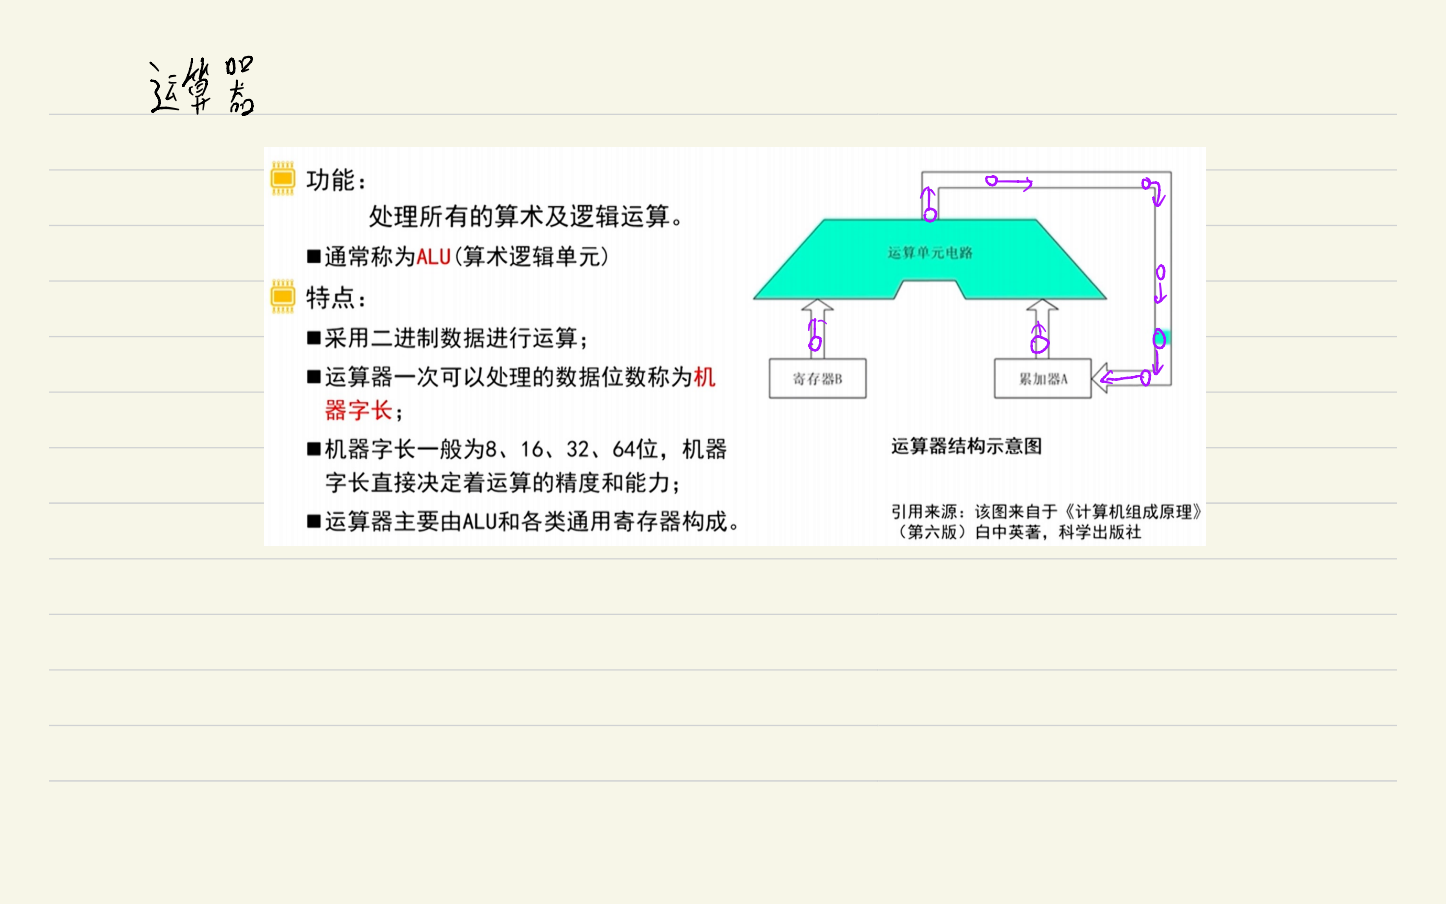 运算器
功能：
处理所有的算术及逻辑运算。
■通常称为ALU(算术逻辑单元)
特点：
■采用二进制数据进行运算；
■运算器一次可以处理的数据位数称为机
器字长；
■机器字长一般为8、16、32、64位，机器
字长直接决定着运算的精度和能力；
■运算器主要由ALU和各类通用寄存器构成。
运算单元电路
寄存器B
累加器A
运算器结构示意图
引用来源：该图来自于《计算机组成原理》
（第六版）白中英著，科学出版社